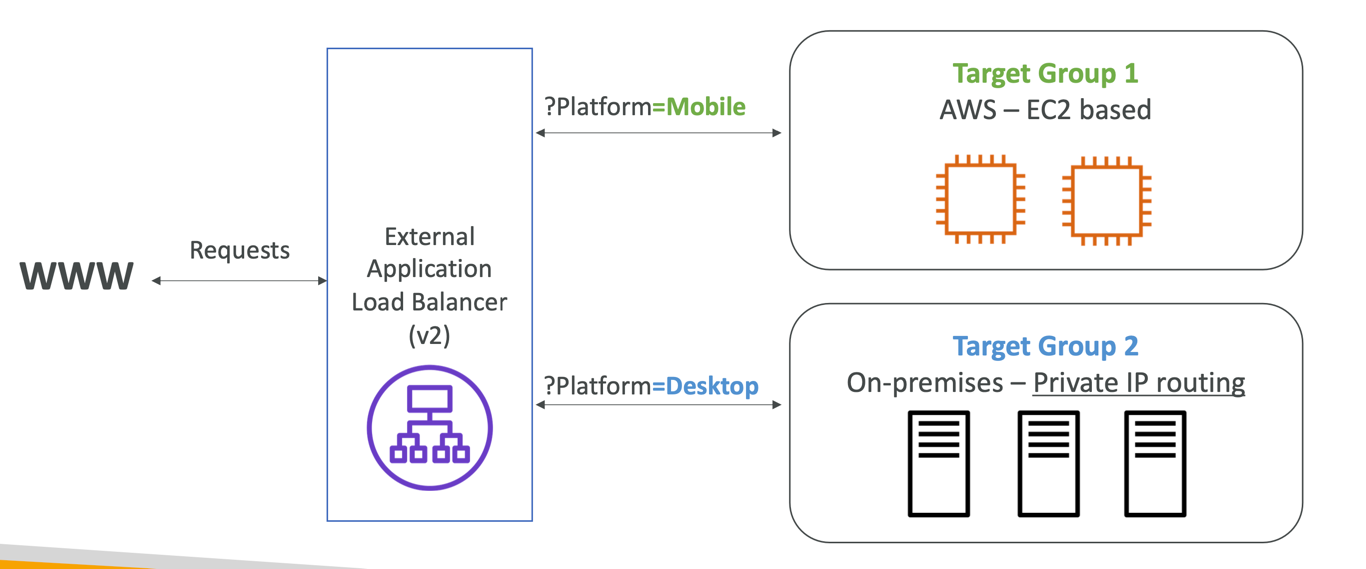 WWW
Requests
External
Application
Load Balancer
(v2)
?Platform=Mobile
Target Group 1
AWS – EC2 based
?Platform=Desktop
Target Group 2
On-premises – Private IP routing